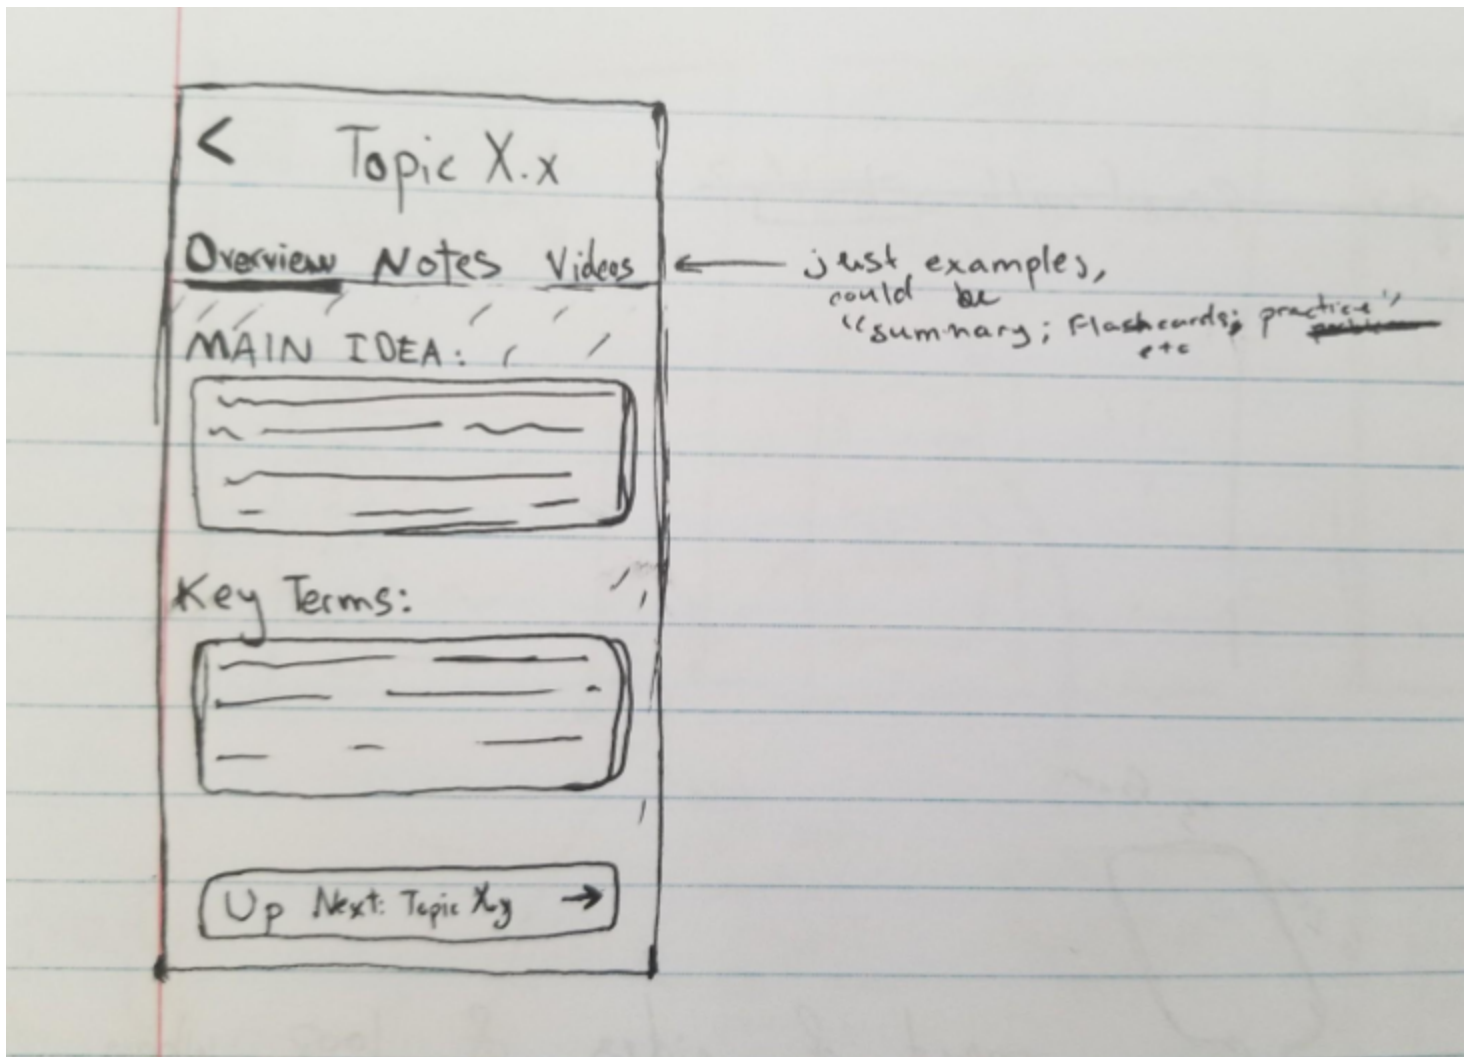 < Topic X.x
Overview Notes Videos
just examples,
could be
"summary; Flashcards; practice"
etc
MAIN IDEA:
Key Terms:
Up Next: Topic X.y →